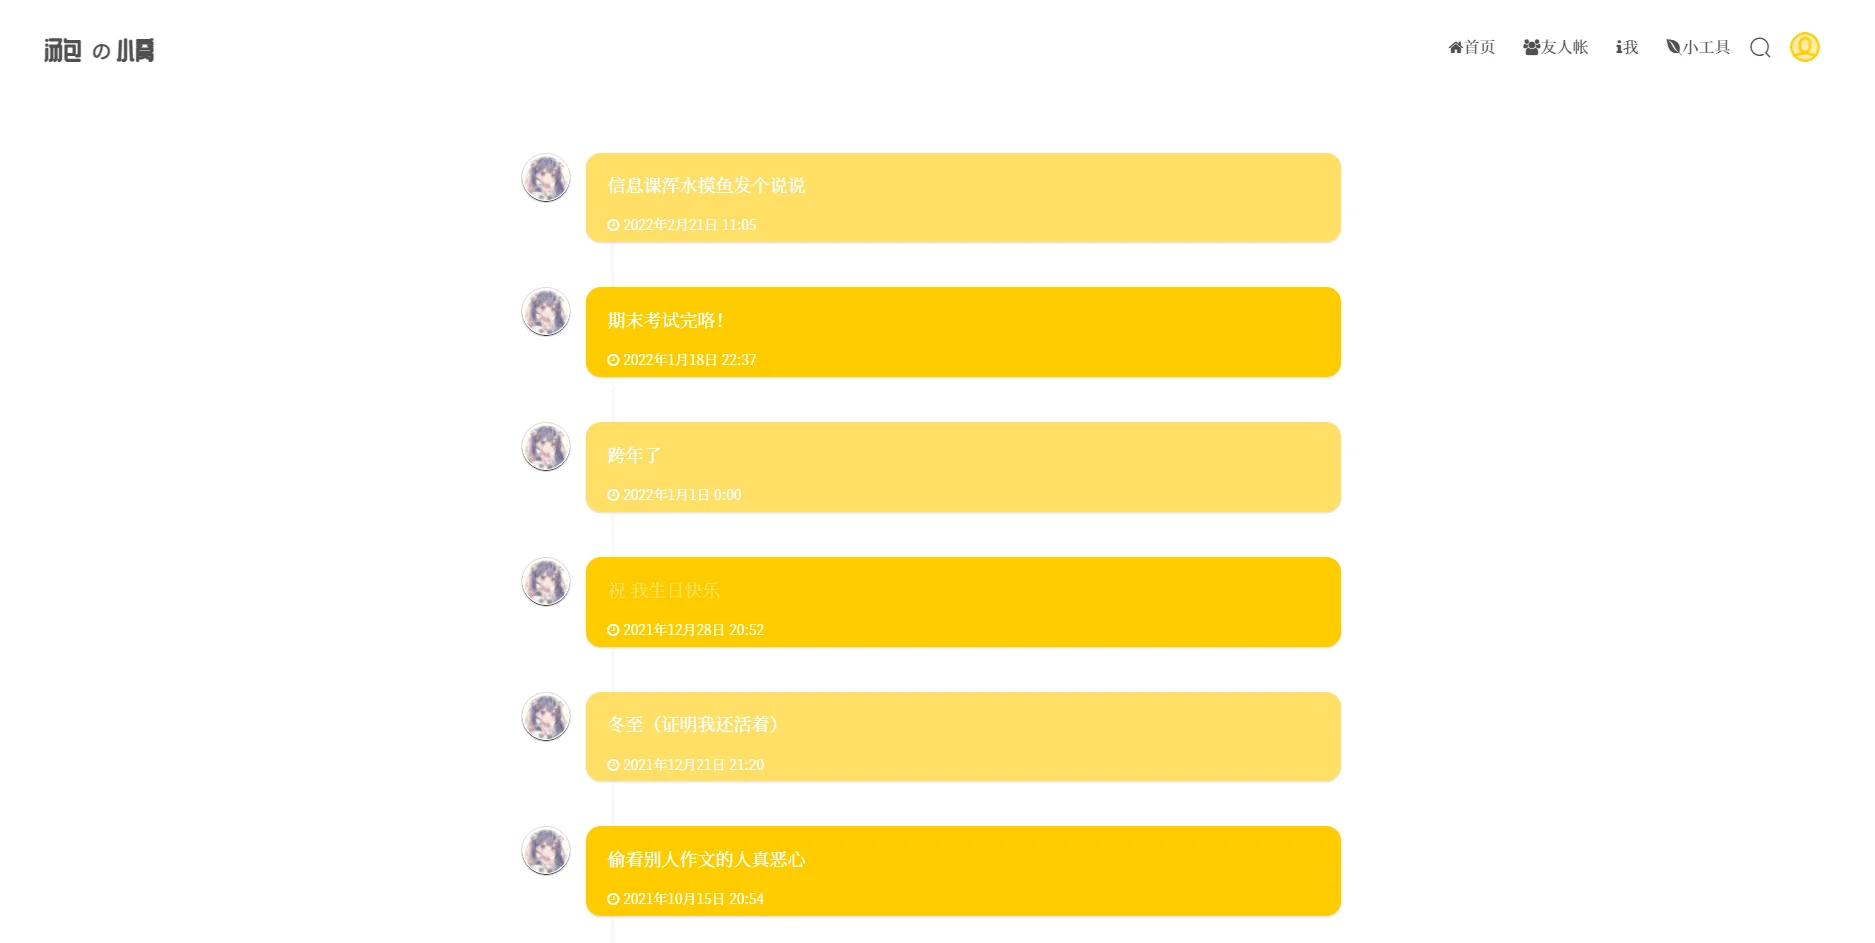 汤包 の 小窝
首页 友人帐 我 小工具
信息课浑水摸鱼发个说说
2022年2月21日 11:05
期末考试完咯！
2022年1月18日 22:37
跨年了
2022年1月1日 0:00
祝 我生日快乐
2021年12月28日 20:52
冬至（证明我还活着）
2021年12月21日 21:20
偷看别人作文的人真恶心
2021年10月15日 20:54